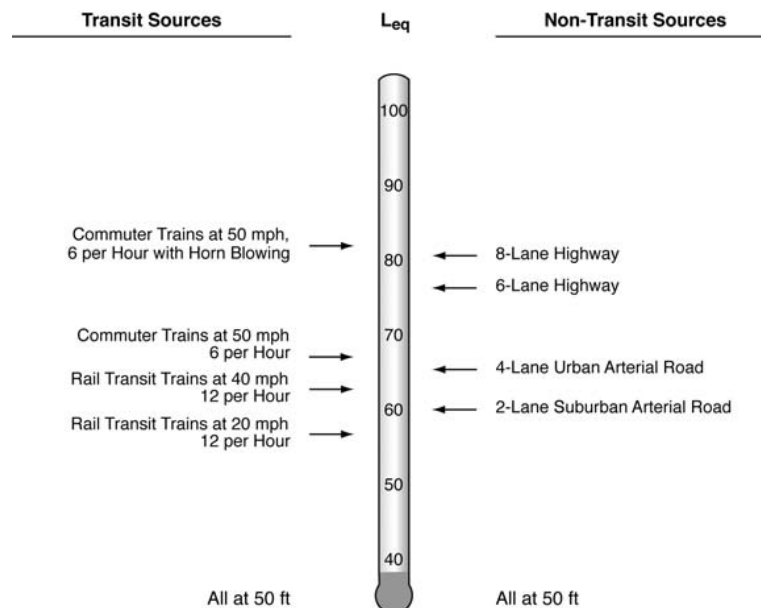 Transit Sources
Leq
Non-Transit Sources
100
90
Commuter Trains at 50 mph,
6 per Hour with Horn Blowing
8-Lane Highway
80
6-Lane Highway
70
Commuter Trains at 50 mph
6 per Hour
4-Lane Urban Arterial Road
Rail Transit Trains at 40 mph
12 per Hour
60
2-Lane Suburban Arterial Road
Rail Transit Trains at 20 mph
12 per Hour
50
40
All at 50 ft
All at 50 ft